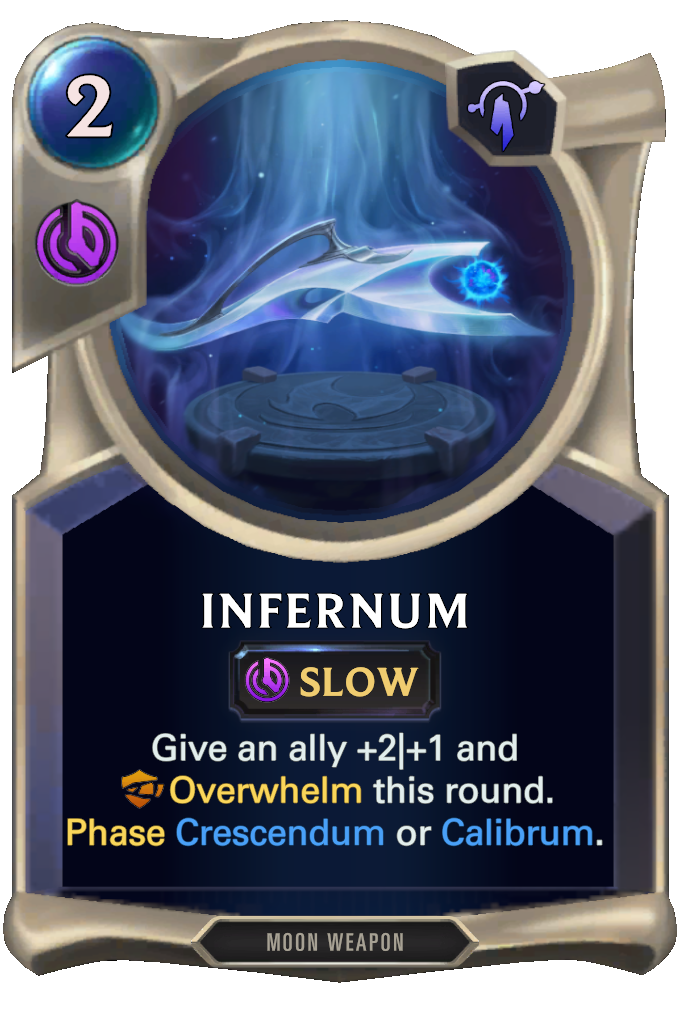 2
INFERNUM
SLOW
Give an ally +2|+1 and
Overwhelm this round.
Phase Crescendum or Calibrum.
MOON WEAPON